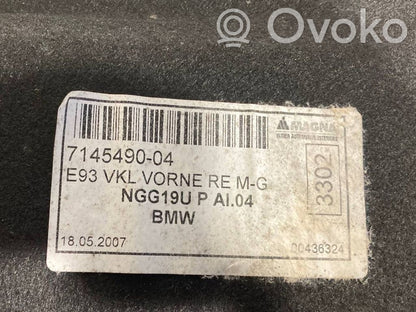 Ovoko
MAGNA
7145490-04
E93 VKL VORNE RE M-G
NGG19U P AI.04
BMW
3302
18.05.2007
00436324